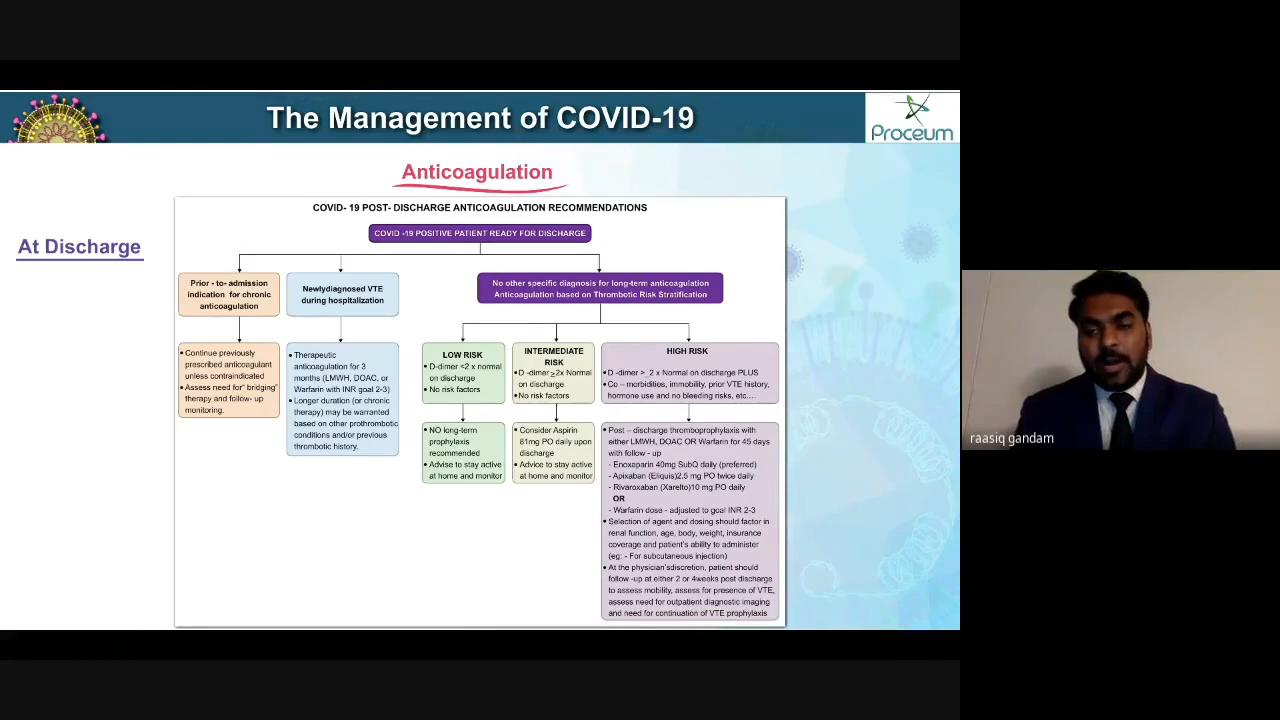 The Management of COVID-19
Proceum
Anticoagulation
At Discharge
COVID- 19 POST- DISCHARGE ANTICOAGULATION RECOMMENDATIONS
COVID -19 POSITIVE PATIENT READY FOR DISCHARGE
Prior - to- admission
indication for chronic
anticoagulation
Newlydiagnosed VTE
during hospitalization
No other specific diagnosis for long-term anticoagulation
Anticoagulation based on Thrombotic Risk Stratification
• Continue previously
prescribed anticoagulant
unless contraindicated
• Assess need for" bridging"
therapy and follow- up
monitoring.
• Therapeutic
anticoagulation for 3
months (LMWH, DOAC, or
Warfarin with INR goal 2-3)
• Longer duration (or chronic
therapy) may be warranted
based on other prothrombotic
conditions and/or previous
thrombotic history.
LOW RISK
• D-dimer <2 x normal
on discharge
• No risk factors
INTERMEDIATE
RISK
• D -dimer >2x Normal
on discharge.
• No risk factors
HIGH RISK
• D -dimer >_2 x Normal on discharge PLUS
• Co – morbidities, immobility, prior VTE history,
hormone use and no bleeding risks, etc....
• NO long-term
prophylaxis
recommended
• Advise to stay active
at home and monitor
• Consider Aspirin
81mg PO daily upon
discharge
• Advice to stay active
at home and monitor
• Post – discharge thromboprophylaxis with
either LMWH, DOAC OR Warfarin for 45 days
with follow - up
- Enoxaparin 40mg SubQ daily (preferred)
- Apixaban (Eliquis)2.5 mg PO twice daily
- Rivaroxaban (Xarelto)10 mg PO daily
OR
- Warfarin dose - adjusted to goal INR 2-3
• Selection of agent and dosing should factor in
renal function, age, body, weight, insurance
coverage and patient's ability to administer
(eg: - For subcutaneous injection)
• At the physician'sdiscretion, patient should
follow -up at either 2 or 4weeks post discharge
to assess mobility, assess for presence of VTE,
assess need for outpatient diagnostic imaging
and need for continuation of VTE prophylaxis
raasiq gandam